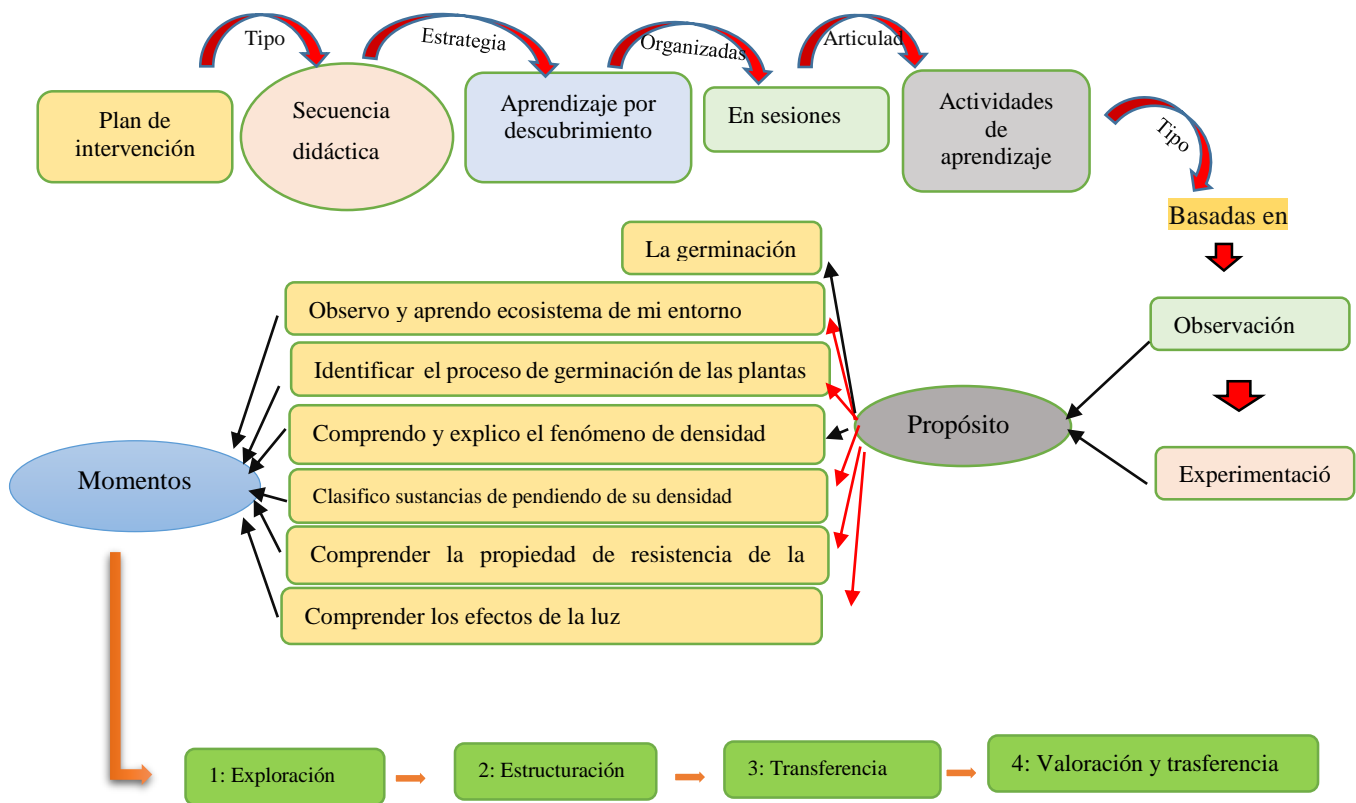 Tipo
Estrategia
Organizadas
Articulad
Plan de
intervención
Secuencia
didáctica
Aprendizaje por
descubrimiento
En sesiones
Actividades
de
aprendizaje
Tipo
Basadas en
La germinación
Observo y aprendo ecosistema de mi entorno
Identificar el proceso de germinación de las plantas
Comprendo y explico el fenómeno de densidad
Clasifico sustancias de pendiendo de su densidad
Comprender la propiedad de resistencia de la
Comprender los efectos de la luz
Observación
Propósito
Experimentació
Momentos
1: Exploración
2: Estructuración
3: Transferencia
4: Valoración y trasferencia